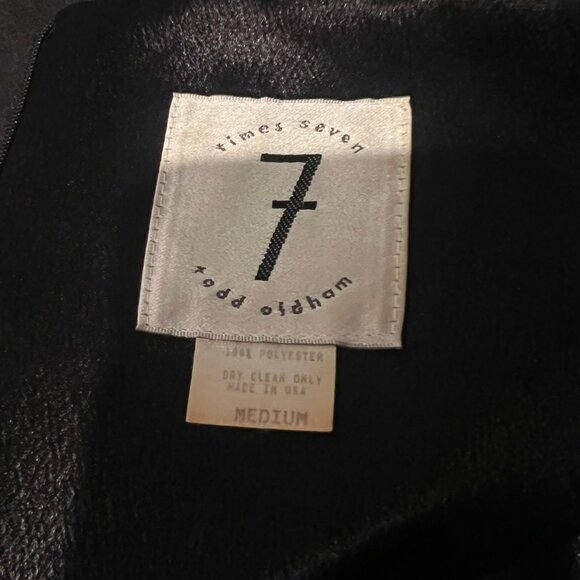 times seven
7
todd oldham
100% POLYESTER
DRY CLEAN ONLY
MADE IN USA
MEDIUM